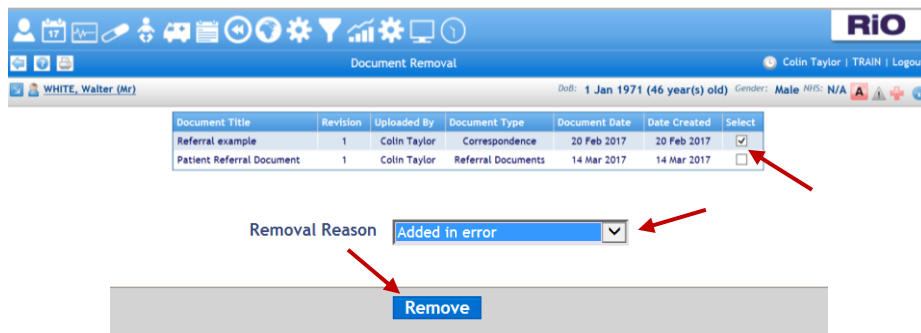 17
RiO
Document Removal
Colin Taylor | TRAIN | Logou
WHITE, Walter (Mr)
DoB: 1 Jan 1971 (46 year(s) old) Gender: Male NHS: N/A A
Document Title Revision Uploaded By Document Type Document Date Date Created Select
Referral example 1 Colin Taylor Correspondence 20 Feb 2017 20 Feb 2017
Patient Referral Document 1 Colin Taylor Referral Documents 14 Mar 2017 14 Mar 2017
Removal Reason Added in error
Remove